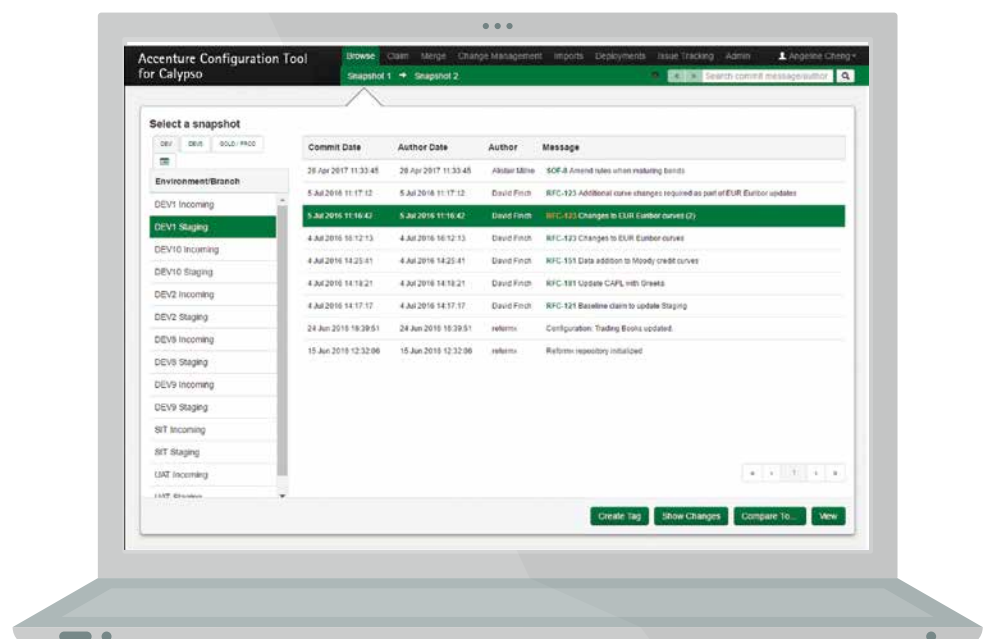 Accenture Configuration Tool
for Calypso
Browse Claim Merge Change Management Imports Deployments Issue Tracking Admin Angeline Cheng
Snapshot 1 → Snapshot 2 Search commit message/author
Select a snapshot
DEV DEV8 GOLD / PROD
Environment/Branch
DEV1 Incoming
DEV1 Staging
DEV10 Incoming
DEV10 Staging
DEV2 Incoming
DEV2 Staging
DEV8 Incoming
DEV8 Staging
DEV9 Incoming
DEV9 Staging
SIT Incoming
SIT Staging
UAT Incoming
UAT Staging
Commit Date Author Date Author Message
28 Apr 2017 11:33:45 28 Apr 2017 11:33:45 Alistair Milne SOF-8 Amend rules when maturing bonds
5 Jul 2016 11:17:12 5 Jul 2016 11:17:12 David Finch RFC-123 Additional curve changes required as part of EUR Euribor updates
5 Jul 2016 11:16:42 5 Jul 2016 11:16:42 David Finch RFC-123 Changes to EUR Euribor curves (2)
4 Jul 2016 16:12:13 4 Jul 2016 16:12:13 David Finch RFC-123 Changes to EUR Euribor curves
4 Jul 2016 14:25:41 4 Jul 2016 14:25:41 David Finch RFC-151 Data addition to Moody credit curves
4 Jul 2016 14:18:21 4 Jul 2016 14:18:21 David Finch RFC-181 Update CAPL with Greeks
4 Jul 2016 14:17:17 4 Jul 2016 14:17:17 David Finch RFC-121 Baseline claim to update Staging
24 Jun 2016 16:39:51 24 Jun 2016 16:39:51 reformx Configuration: Trading Books updated.
15 Jun 2016 12:32:06 15 Jun 2016 12:32:06 reformx Reformx repository initialized
« ‹ 1 › »
Create Tag Show Changes Compare To... View